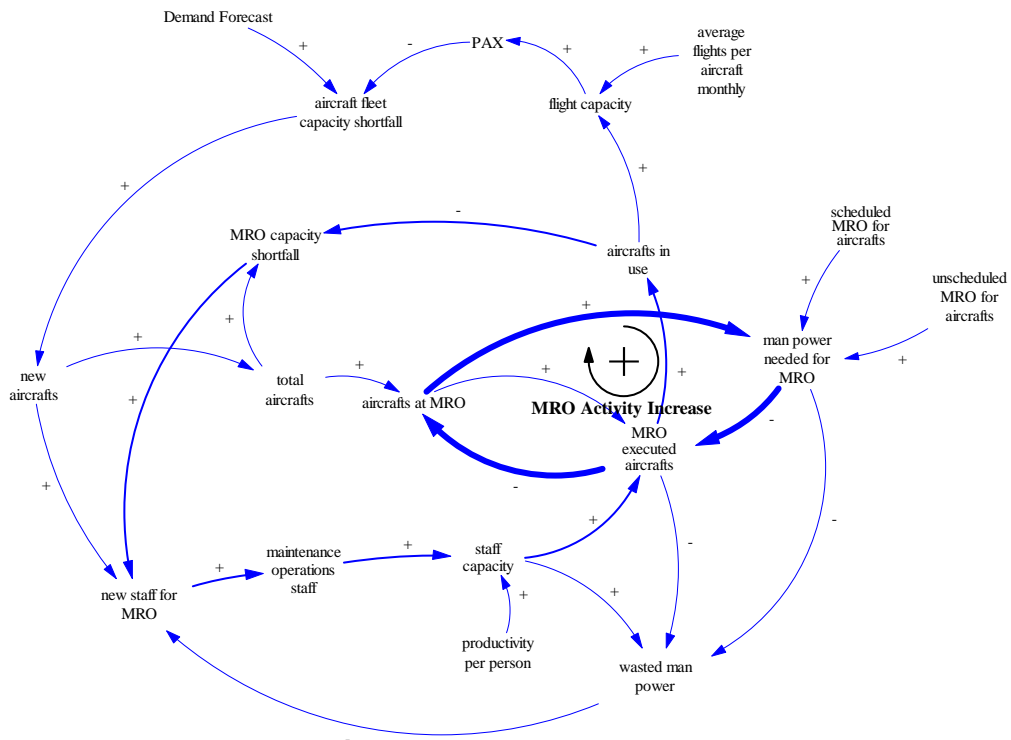 Demand Forecast
+
-
PAX
+
+
average
flights per
aircraft
monthly
aircraft fleet
capacity shortfall
flight capacity
+
+
-
MRO capacity
shortfall
aircrafts in
use
scheduled
MRO for
aircrafts
+
unscheduled
MRO for
aircrafts
+
+
+
+
man power
needed for
MRO
+
new
aircrafts
total
aircrafts
+
+
+
+
aircrafts at MRO
MRO Activity Increase
-
MRO
executed
aircrafts
+
-
+
-
-
maintenance
operations
staff
+
staff
capacity
+
new staff for
MRO
+
+
productivity
per person
wasted man
power